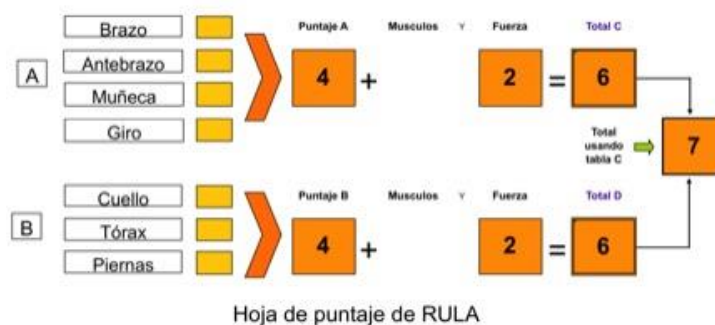 Brazo
Antebrazo
Muñeca
Giro
A
Puntaje A Musculos Y Fuerza Total C
4 + 2 = 6
Total
usando
tabla C
7
Cuello
Tórax
Piernas
B
Puntaje B Musculos Y Fuerza Total D
4 + 2 = 6
Hoja de puntaje de RULA